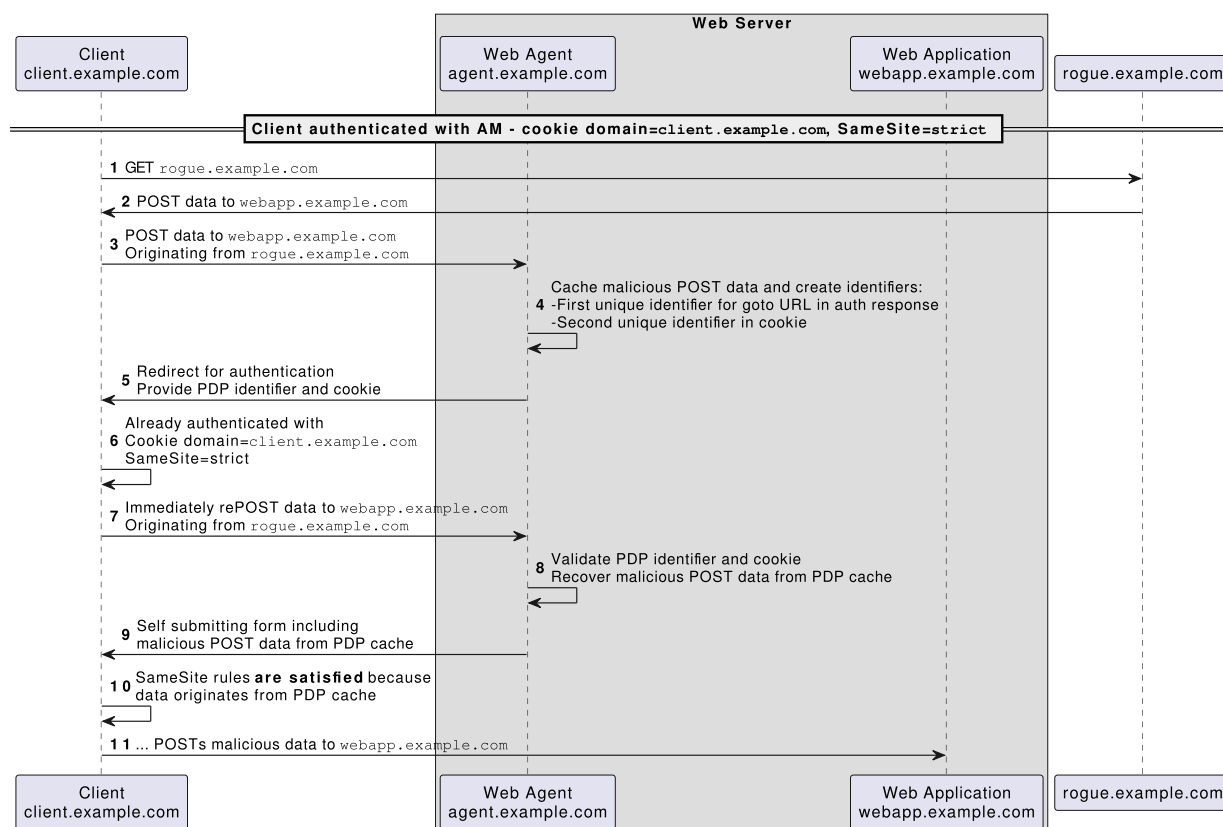 Web Server
Client
client.example.com
Web Agent
agent.example.com
Web Application
webapp.example.com
rogue.example.com
Client authenticated with AM - cookie domain=client.example.com, SameSite=strict
1 GET rogue.example.com
2 POST data to webapp.example.com
3 POST data to webapp.example.com
Originating from rogue.example.com
4 Cache malicious POST data and create identifiers:
-First unique identifier for goto URL in auth response
-Second unique identifier in cookie
5 Redirect for authentication
Provide PDP identifier and cookie
6 Already authenticated with
Cookie domain=client.example.com
SameSite=strict
7 Immediately rePOST data to webapp.example.com
Originating from rogue.example.com
8 Validate PDP identifier and cookie
Recover malicious POST data from PDP cache
9 Self submitting form including
malicious POST data from PDP cache
10 SameSite rules are satisfied because
data originates from PDP cache
11 ... POSTs malicious data to webapp.example.com
Client
client.example.com
Web Agent
agent.example.com
Web Application
webapp.example.com
rogue.example.com